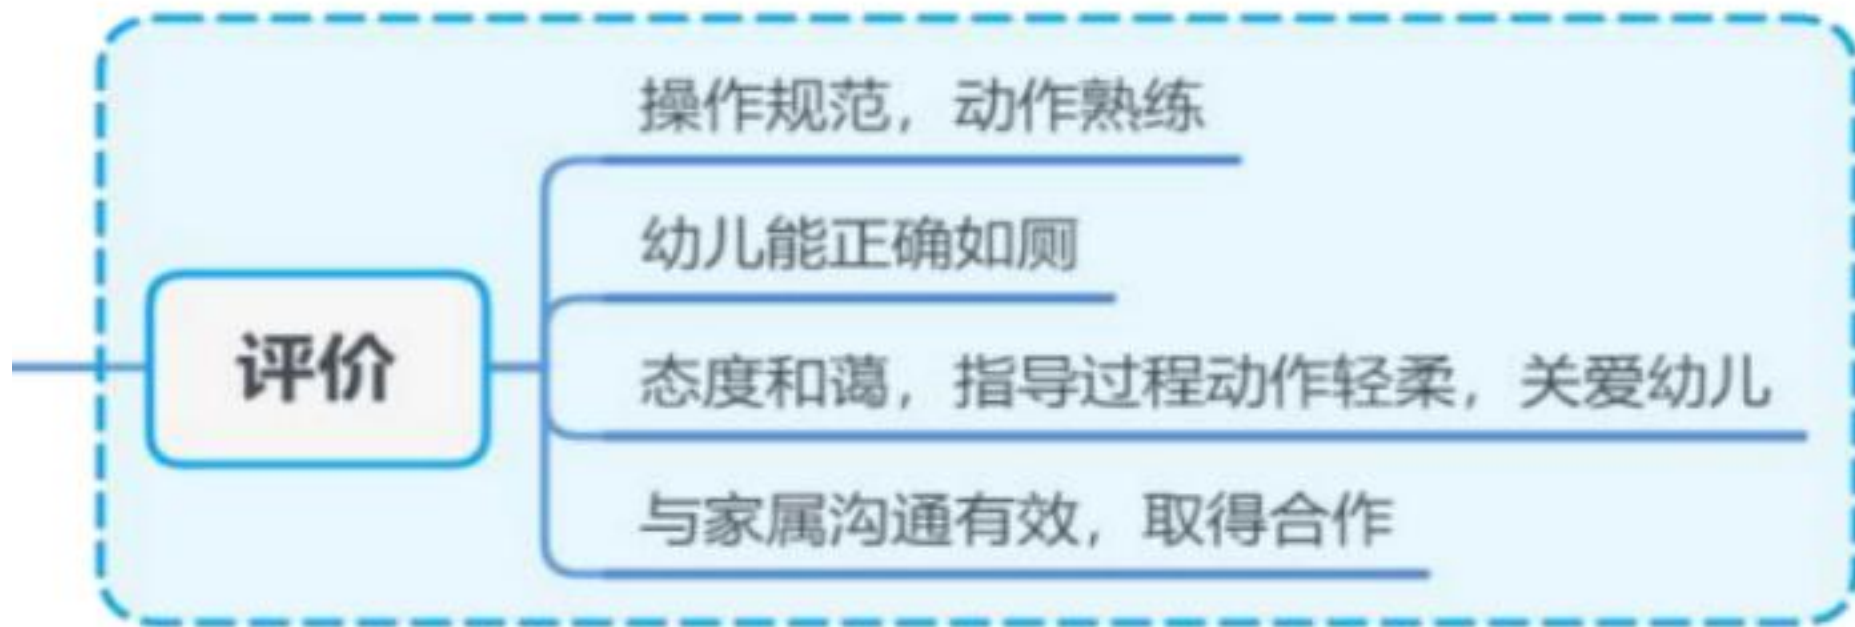 操作规范，动作熟练
幼儿能正确如厕
评价
态度和蔼，指导过程动作轻柔，关爱幼儿
与家属沟通有效，取得合作